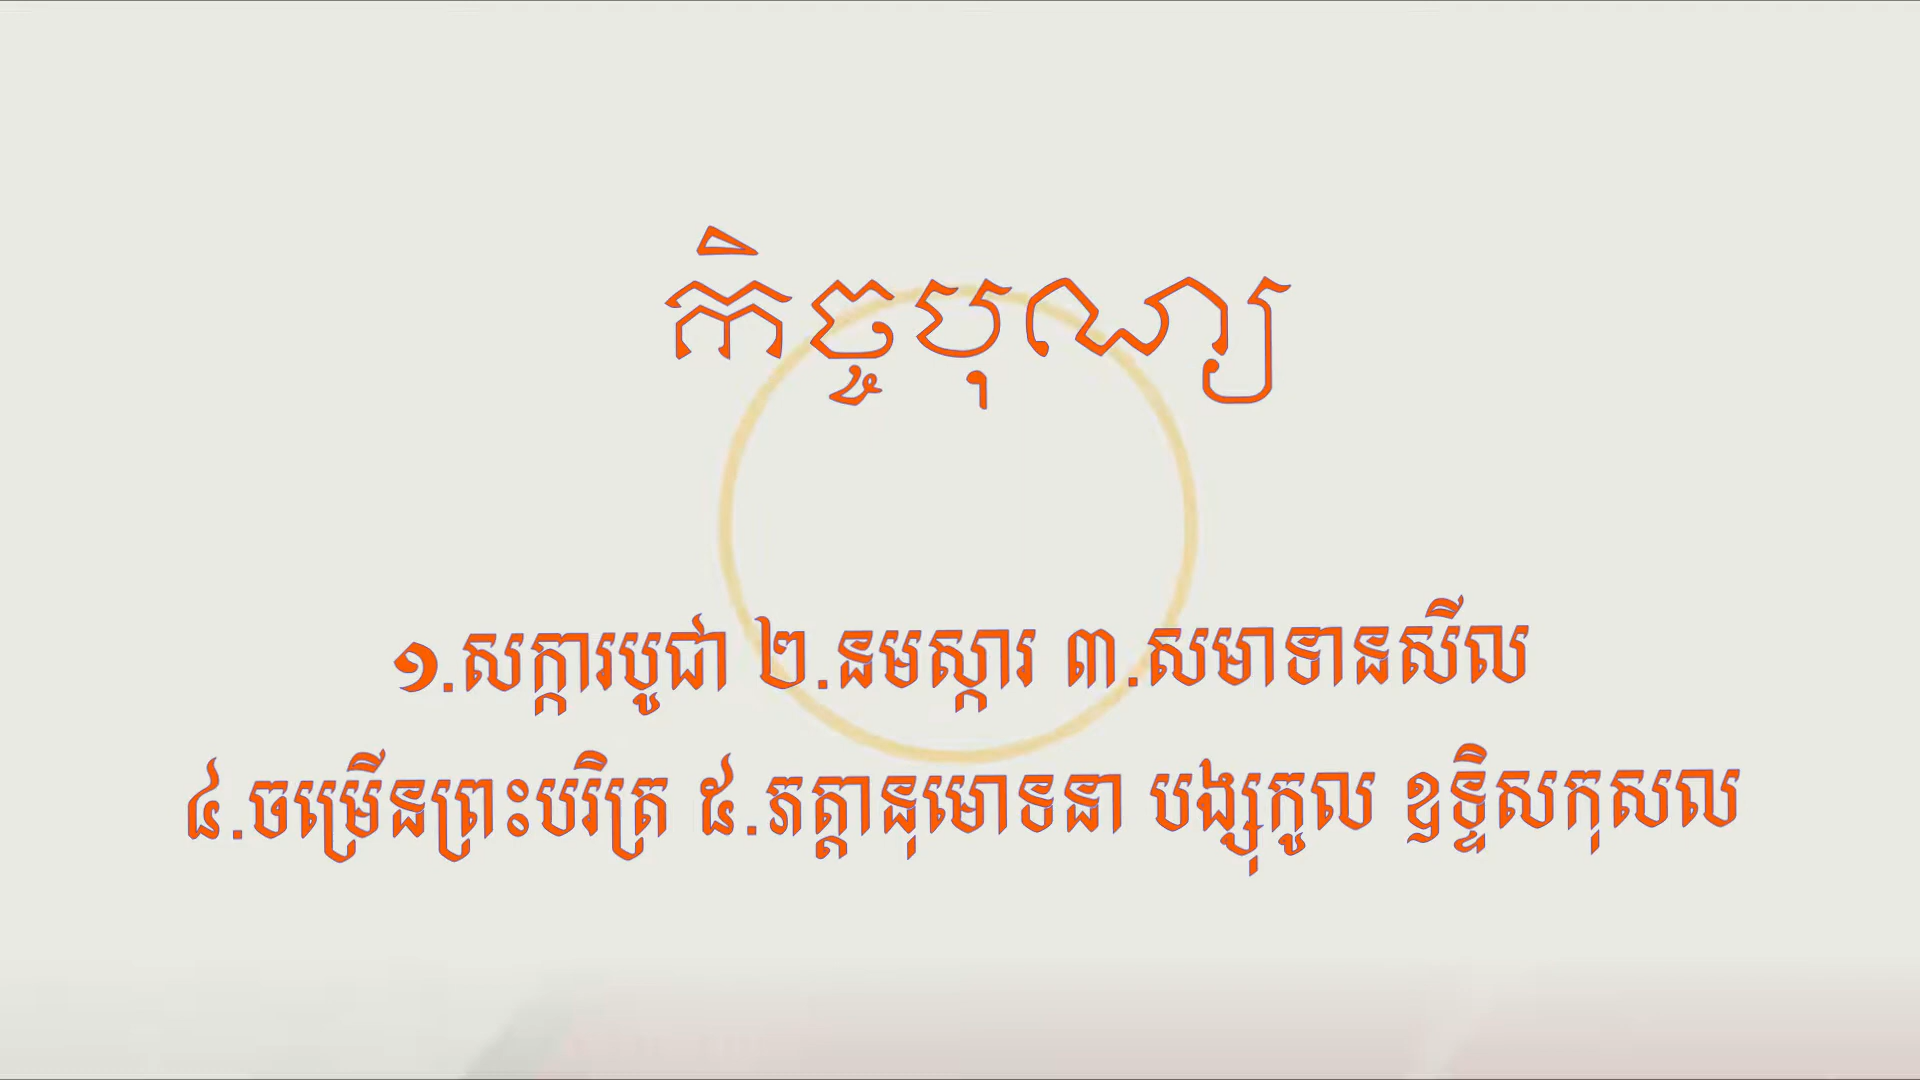 កិច្ចបុណ្យ
១.សក្ការបូជា ២.នមស្ការ ៣.សមាទានសីល
៤.ចម្រើនព្រះបរិត្រ ៥.ភត្តានុមោទនា បង្សុកូល ឧទ្ទិសកុសល